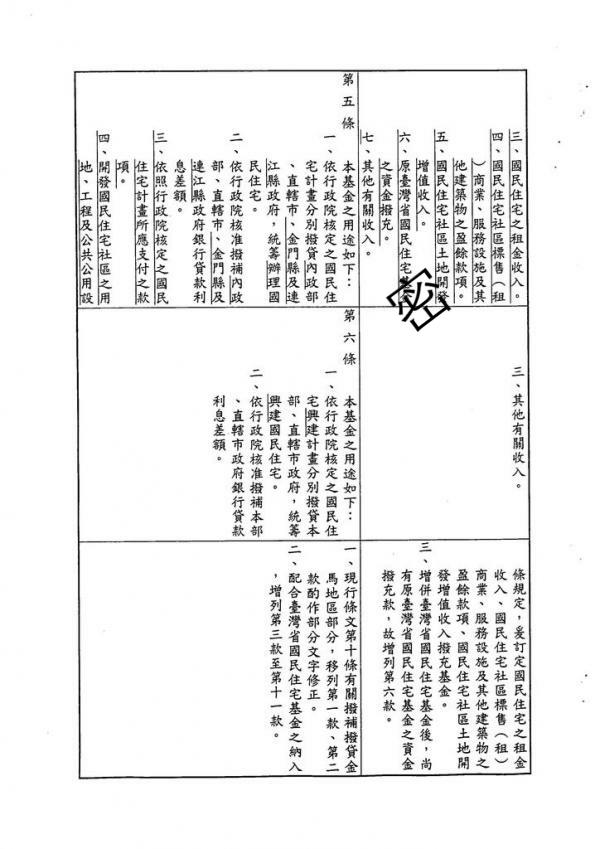 三、國民住宅之租金收入。
四、國民住宅社區標售（租
）商業、服務設施及其
他建築物之盈餘款項。
五、國民住宅社區土地開發
增值收入。
六、原臺灣省國民住宅基金
之資金撥充。
七、其他有關收入。
三、其他有關收入。
條規定，爰訂定國民住宅之租金
收入、國民住宅社區標售（租）
商業、服務設施及其他建築物之
盈餘款項、國民住宅社區土地開
發增值收入撥充基金。
三、增併臺灣省國民住宅基金後，尚
有原臺灣省國民住宅基金之資金
撥充款，故增列第六款。
第五條　本基金之用途如下：
一、依行政院核定之國民住
宅計畫分別撥貸內政部
、直轄市、金門縣及連
江縣政府，統籌辦理國
民住宅。
二、依行政院核准撥補內政
部、直轄市、金門縣及
連江縣政府銀行貸款利
息差額。
三、依照行政院核定之國民
住宅計畫所應支付之款
項。
四、開發國民住宅社區之用
地、工程及公共公用設
第六條　本基金之用途如下：
一、依行政院核定之國民住
宅興建計畫分別撥貸本
部、直轄市政府，統籌
興建國民住宅。
二、依行政院核准撥補本部
、直轄市政府銀行貸款
利息差額。
一、現行條文第十條有關撥補撥貸金
馬地區部分，移列第一款、第二
款酌作部分文字修正。
二、配合臺灣省國民住宅基金之納入
，增列第三款至第十一款。
密